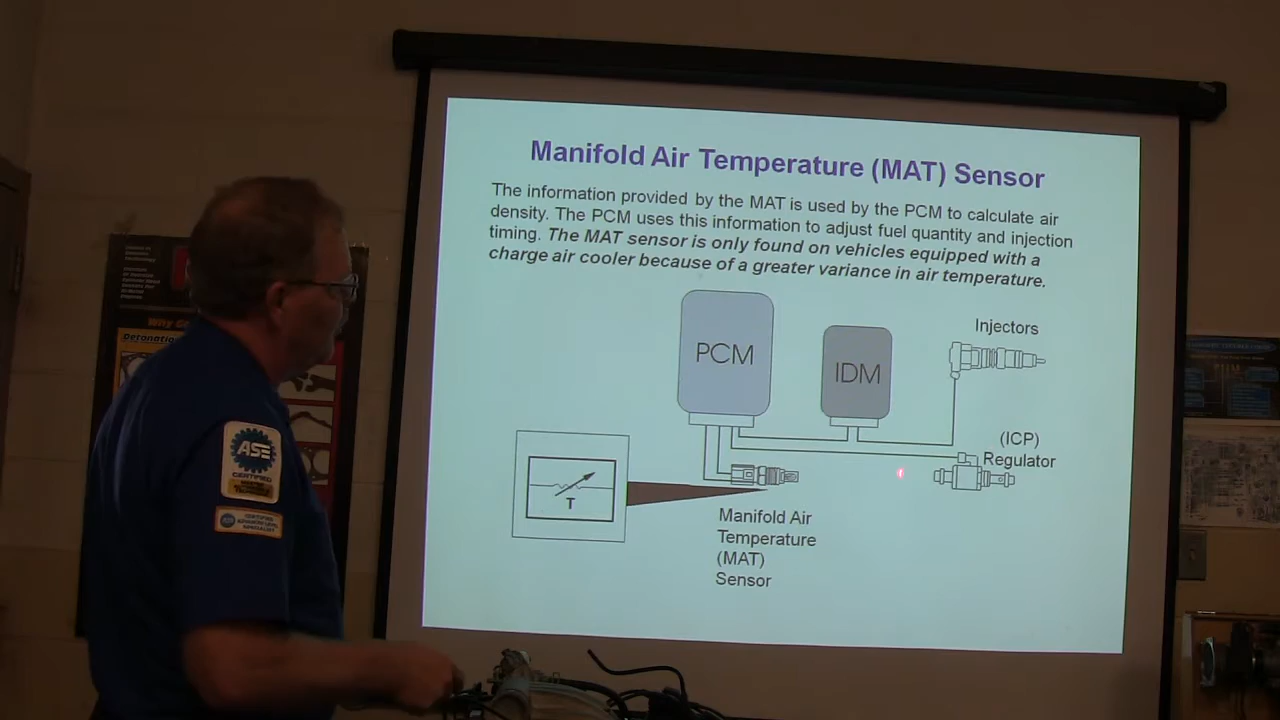 Manifold Air Temperature (MAT) Sensor
The information provided by the MAT is used by the PCM to calculate air
density. The PCM uses this information to adjust fuel quantity and injection
timing. The MAT sensor is only found on vehicles equipped with a
charge air cooler because of a greater variance in air temperature.
PCM
IDM
Injectors
(ICP)
Regulator
T
Manifold Air
Temperature
(MAT)
Sensor
ASE
CERTIFIED